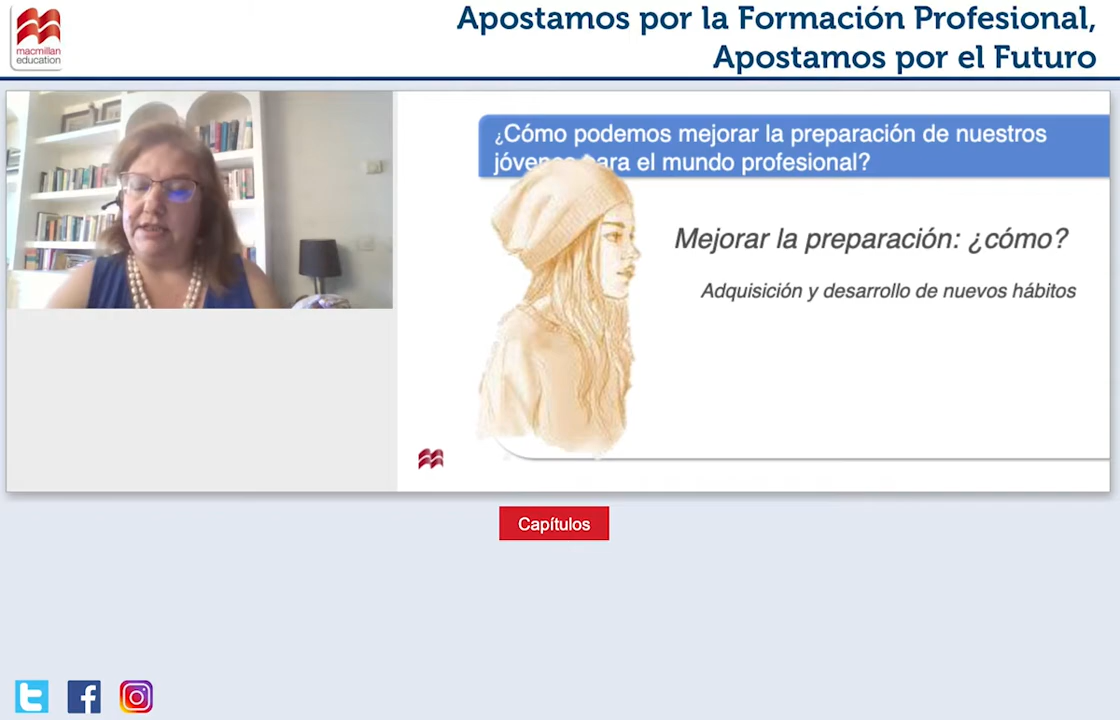 macmillan
education
Apostamos por la Formación Profesional,
Apostamos por el Futuro
¿Cómo podemos mejorar la preparación de nuestros
para el mundo profesional?
Mejorar la preparación: ¿cómo?
Adquisición y desarrollo de nuevos hábitos
Capítulos